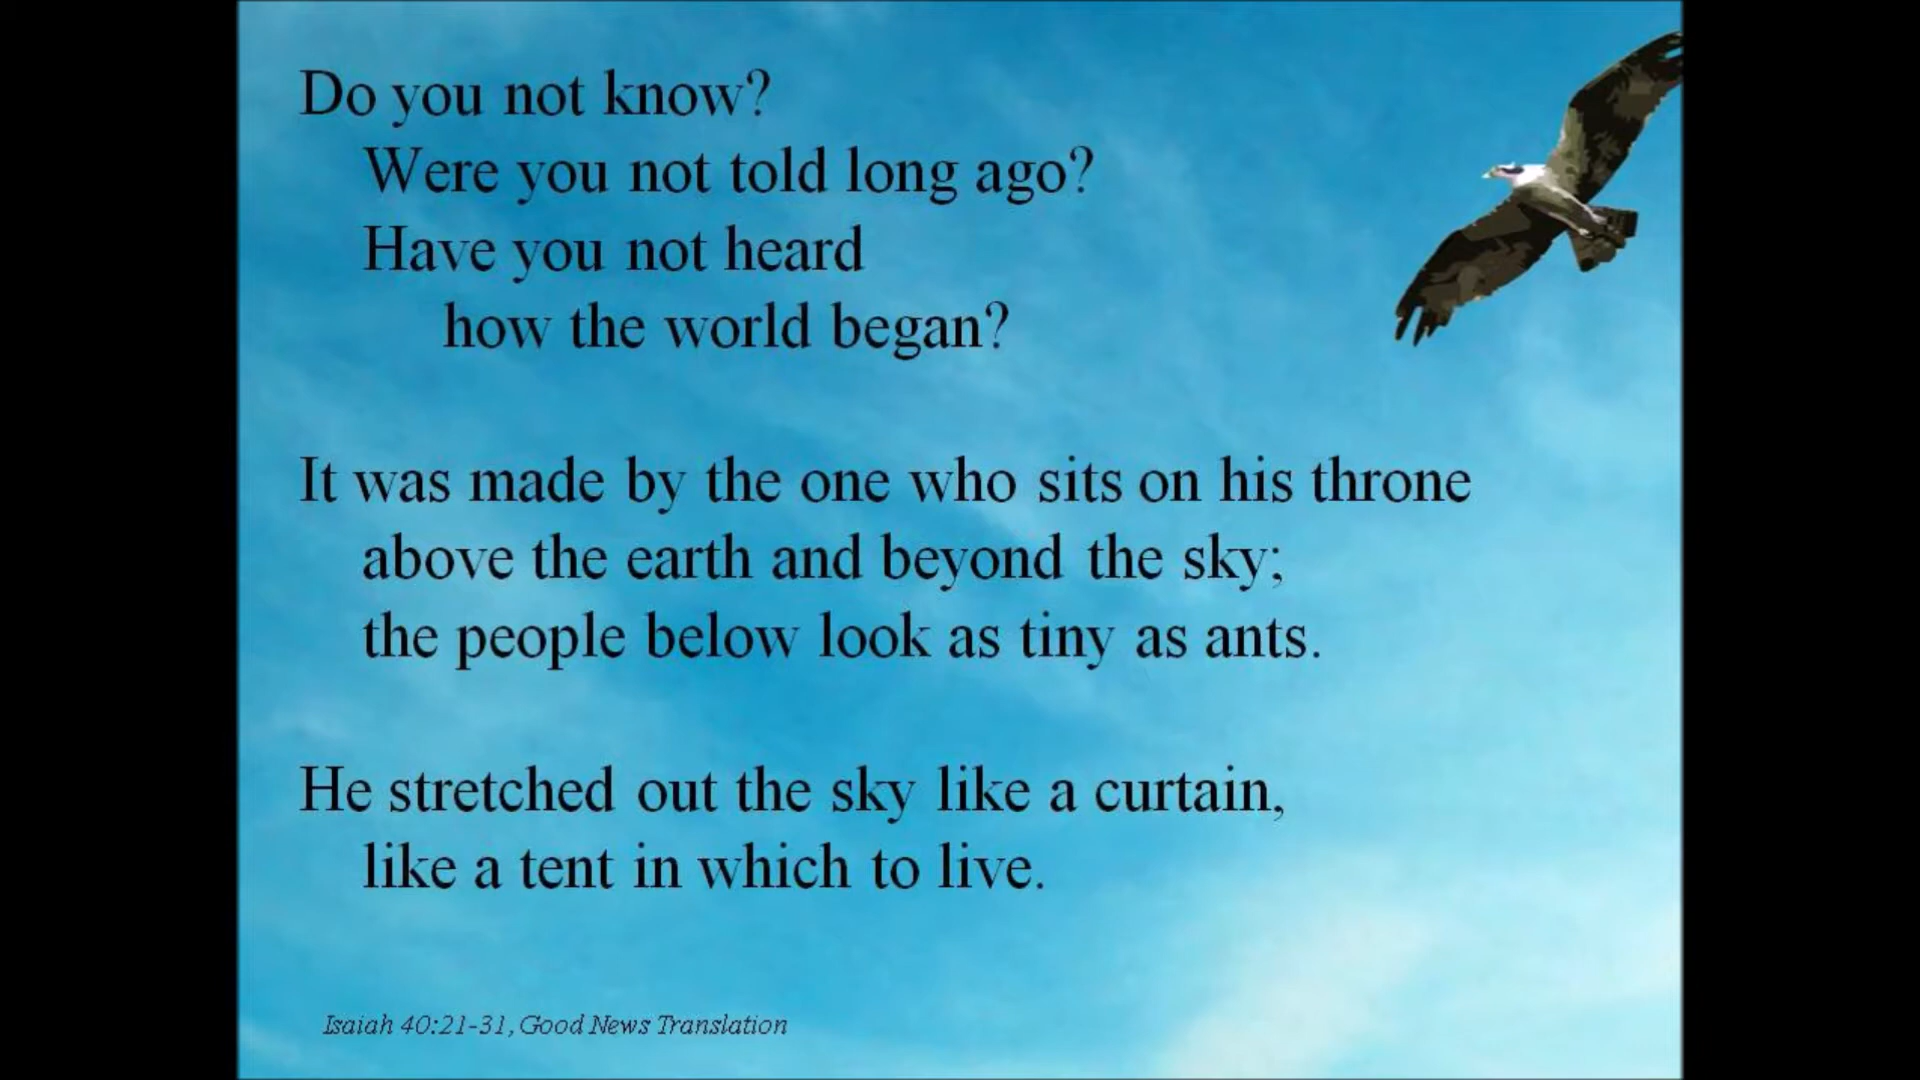 Do you not know?
Were you not told long ago?
Have you not heard
how the world began?
It was made by the one who sits on his throne
above the earth and beyond the sky;
the people below look as tiny as ants.
He stretched out the sky like a curtain,
like a tent in which to live.
Isaiah 40:21-31, Good News Translation